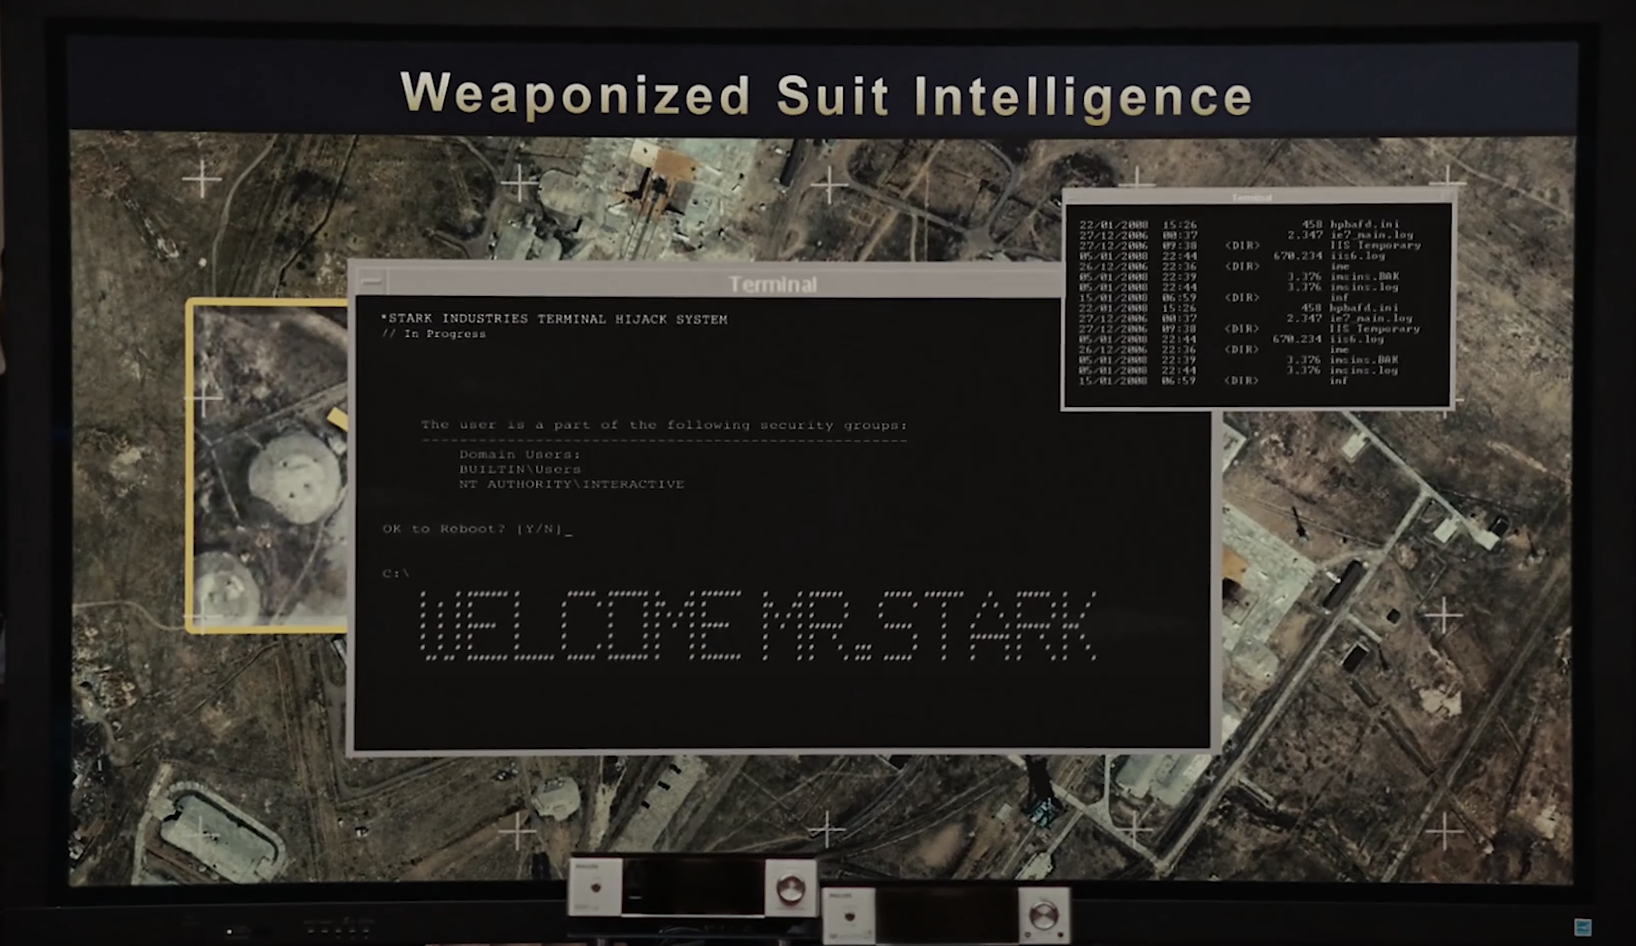 Weaponized Suit Intelligence
Terminal
22/01/2008 15:26 458 hpbafd.ini
27/12/2006 00:37 2.347 ie7_main.log
27/12/2006 09:38 <DIR> IIS Temporary
05/01/2008 22:44 670.234 iis6.log
26/12/2006 22:36 <DIR> ime
05/01/2008 22:39 3.376 imsins.BAK
05/01/2008 22:44 3.376 imsins.log
15/01/2008 06:59 <DIR> inf
22/01/2008 15:26 458 hpbafd.ini
27/12/2006 00:37 2.347 ie7_main.log
27/12/2006 09:38 <DIR> IIS Temporary
05/01/2008 22:44 670.234 iis6.log
26/12/2006 22:36 <DIR> ime
05/01/2008 22:39 3.376 imsins.BAK
05/01/2008 22:44 3.376 imsins.log
15/01/2008 06:59 <DIR> inf
Terminal
*STARK INDUSTRIES TERMINAL HIJACK SYSTEM
// In Progress
The user is a part of the following security groups:
----------------------------------------------------
Domain Users:
BUILTIN\Users
NT AUTHORITY\INTERACTIVE
OK to Reboot? [Y/N]_
C:\
WELCOME MR.STARK
PHILIPS
PHILIPS